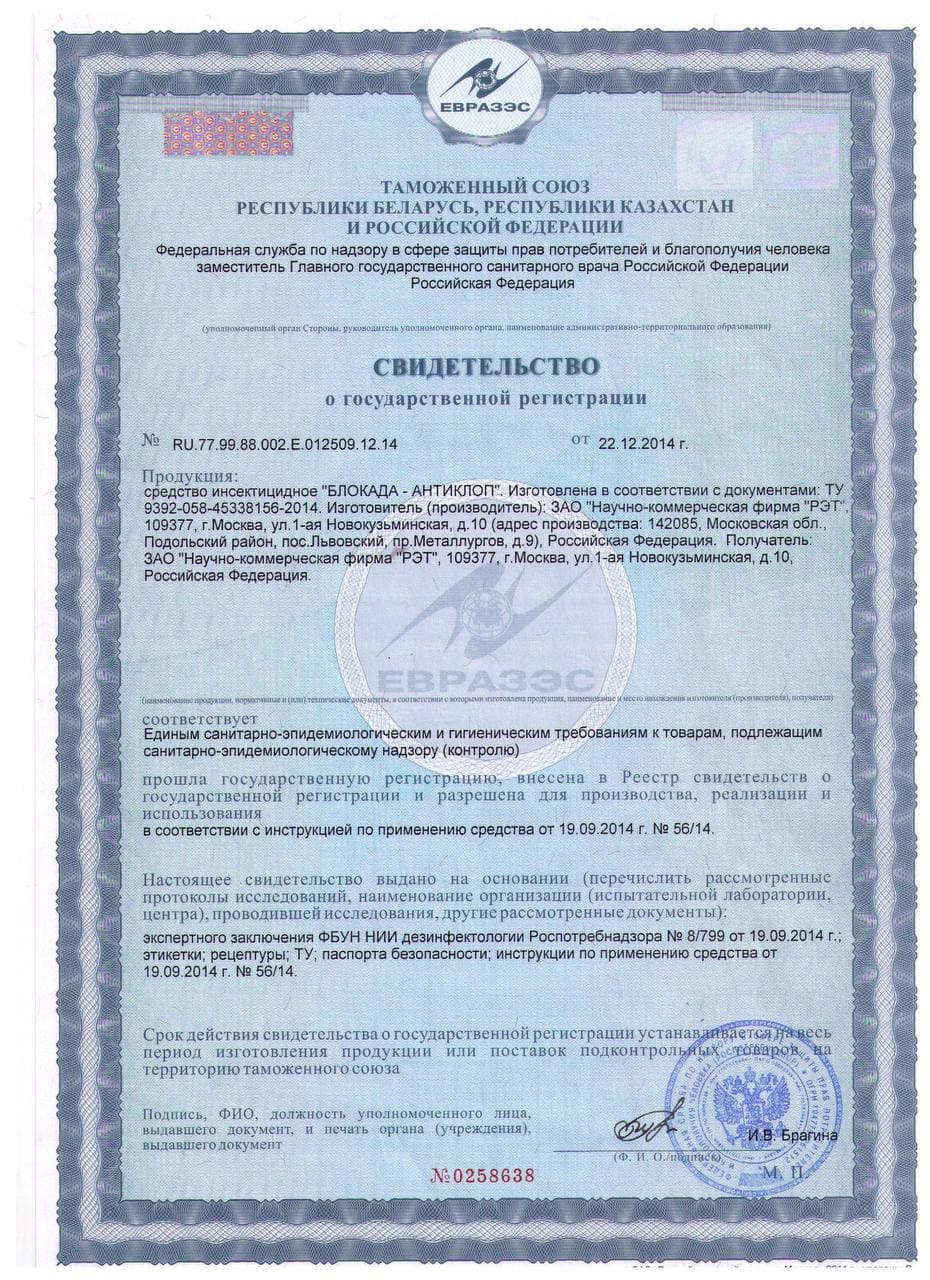 ЕВРАЗЭС
ТАМОЖЕННЫЙ СОЮЗ
РЕСПУБЛИКИ БЕЛАРУСЬ, РЕСПУБЛИКИ КАЗАХСТАН
И РОССИЙСКОЙ ФЕДЕРАЦИИ
Федеральная служба по надзору в сфере защиты прав потребителей и благополучия человека
заместитель Главного государственного санитарного врача Российской Федерации
Российская Федерация
(уполномоченный орган Стороны, руководитель уполномоченного органа, наименование административно-территориального образования)
СВИДЕТЕЛЬСТВО
о государственной регистрации
№ RU.77.99.88.002.Е.012509.12.14 от 22.12.2014 г.
Продукция:
средство инсектицидное "БЛОКАДА - АНТИКЛОП". Изготовлена в соответствии с документами: ТУ
9392-058-45338156-2014. Изготовитель (производитель): ЗАО "Научно-коммерческая фирма "РЭТ",
109377, г.Москва, ул.1-ая Новокузьминская, д.10 (адрес производства: 142085, Московская обл.,
Подольский район, пос.Львовский, пр.Металлургов, д.9), Российская Федерация. Получатель:
ЗАО "Научно-коммерческая фирма "РЭТ", 109377, г.Москва, ул.1-ая Новокузьминская, д.10,
Российская Федерация.
ЕВРАЗЭС
(наименование продукции, нормативные и (или) технические документы, в соответствии с которыми изготовлена продукция, наименование и место нахождения изготовителя (производителя), получателя)
соответствует
Единым санитарно-эпидемиологическим и гигиеническим требованиям к товарам, подлежащим
санитарно-эпидемиологическому надзору (контролю)
прошла государственную регистрацию, внесена в Реестр свидетельств о
государственной регистрации и разрешена для производства, реализации и
использования
в соответствии с инструкцией по применению средства от 19.09.2014 г. № 56/14.
Настоящее свидетельство выдано на основании (перечислить рассмотренные
протоколы исследований, наименование организации (испытательной лаборатории,
центра), проводившей исследования, другие рассмотренные документы):
экспертного заключения ФБУН НИИ дезинфектологии Роспотребнадзора № 8/799 от 19.09.2014 г.;
этикетки; рецептуры; ТУ; паспорта безопасности; инструкции по применению средства от
19.09.2014 г. № 56/14.
Срок действия свидетельства о государственной регистрации устанавливается на весь
период изготовления продукции или поставок подконтрольных товаров на
территорию таможенного союза
Подпись, ФИО, должность уполномоченного лица,
выдавшего документ, и печать органа (учреждения),
выдавшего документ
И.В. Брагина
(Ф. И. О./подпись)
М. П.
№0258638